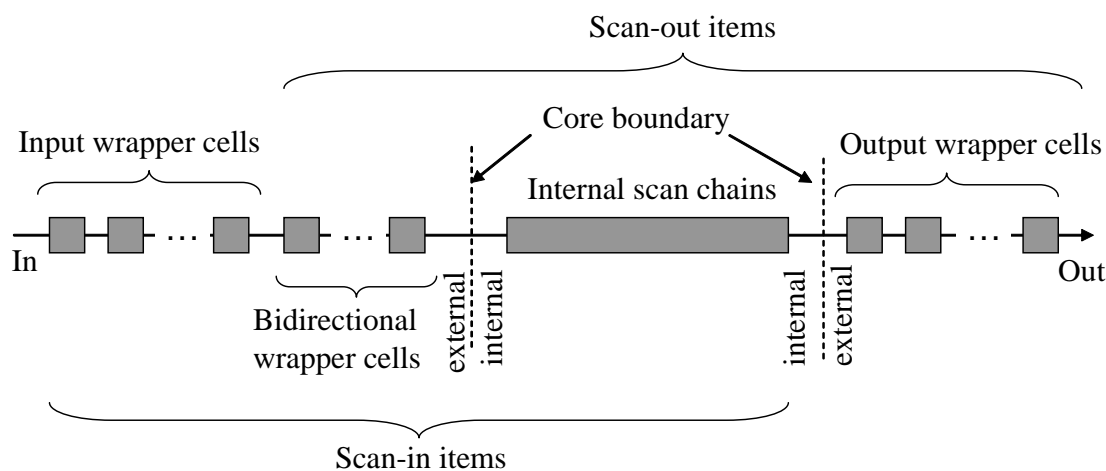 Scan-out items
Core boundary
Input wrapper cells
Output wrapper cells
Internal scan chains
... ... ...
In
Out
external
internal
internal
external
Bidirectional
wrapper cells
Scan-in items